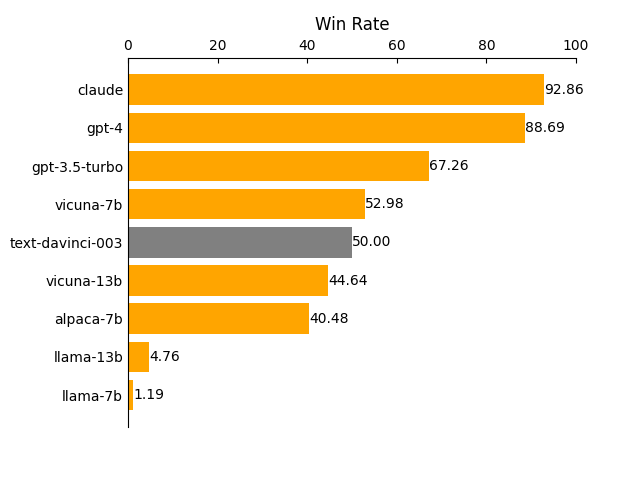 Win Rate
0 20 40 60 80 100
claude 92.86
gpt-4 88.69
gpt-3.5-turbo 67.26
vicuna-7b 52.98
text-davinci-003 50.00
vicuna-13b 44.64
alpaca-7b 40.48
llama-13b 4.76
llama-7b 1.19